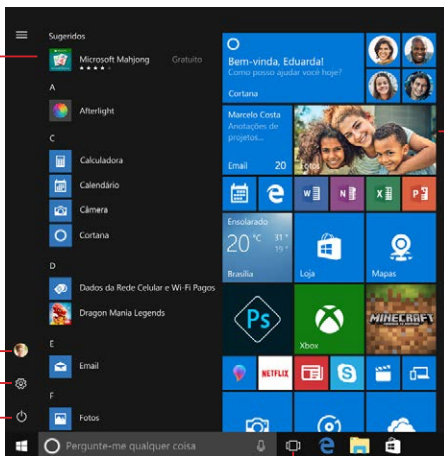 Sugeridos
Microsoft Mahjong Gratuito
A
Afterlight
C
Calculadora
Calendário
Câmera
Cortana
D
Dados da Rede Celular e Wi-Fi Pagos
Dragon Mania Legends
E
Email
F
Fotos
Bem-vinda, Eduarda!
Como posso ajudar você hoje?
Cortana
Marcelo Costa
Anotações de
projetos...
Email 20
Fotos
Ensolarado
20 °C 31°
19°
Brasília
Loja
Mapas
Ps
Xbox
MINECRAFT
NETFLIX
Pergunte-me qualquer coisa